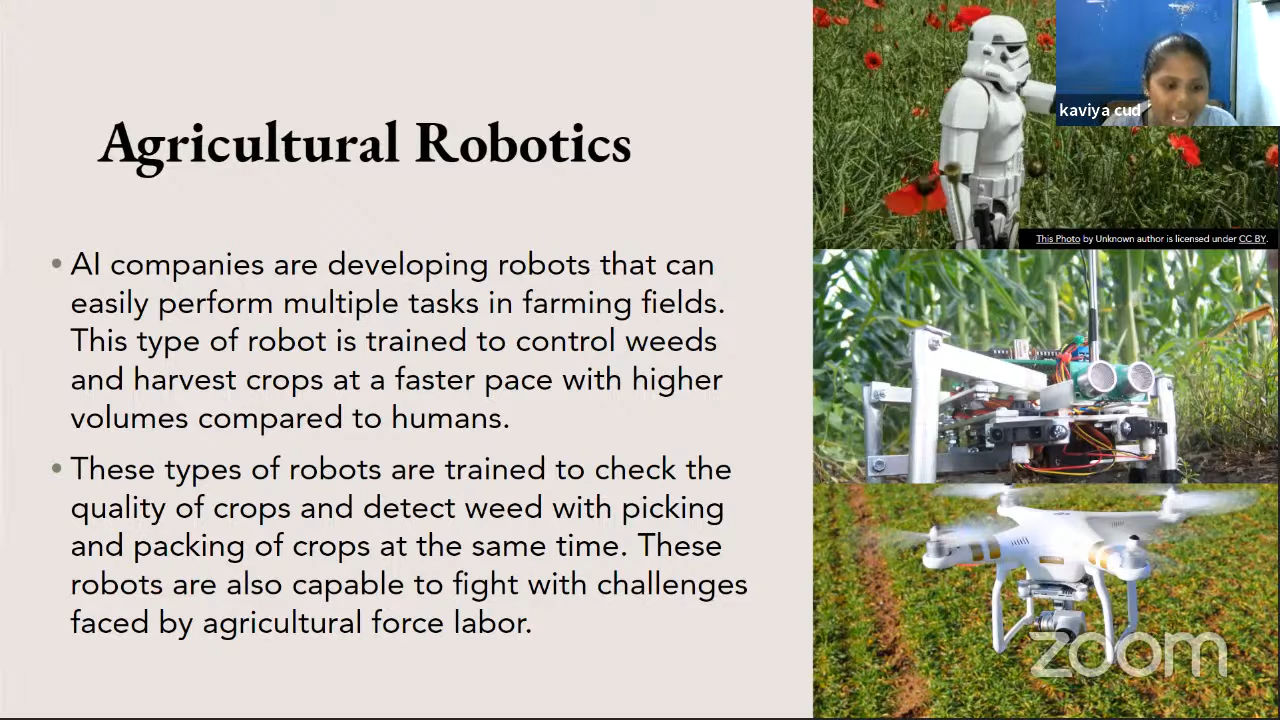 Agricultural Robotics
• AI companies are developing robots that can
easily perform multiple tasks in farming fields.
This type of robot is trained to control weeds
and harvest crops at a faster pace with higher
volumes compared to humans.
• These types of robots are trained to check the
quality of crops and detect weed with picking
and packing of crops at the same time. These
robots are also capable to fight with challenges
faced by agricultural force labor.
kaviya cud
This Photo by Unknown author is licensed under CC BY.
zoom